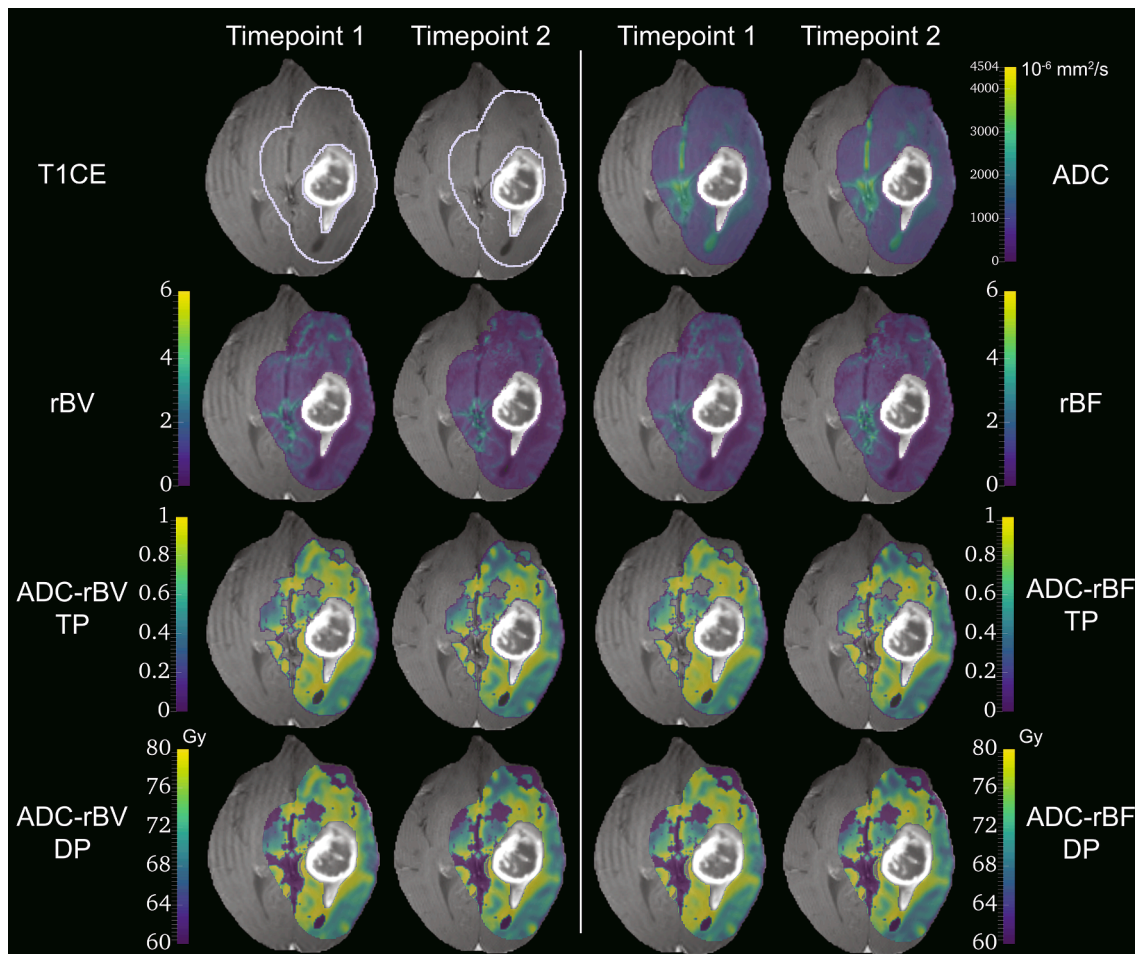 Timepoint 1 Timepoint 2 Timepoint 1 Timepoint 2
T1CE
4504
4000
3000
2000
1000
0
10⁻⁶ mm²/s
ADC
rBV
6
4
2
0
6
4
2
0
rBF
ADC-rBV
TP
1
0.8
0.6
0.4
0.2
0
1
0.8
0.6
0.4
0.2
0
ADC-rBF
TP
ADC-rBV
DP
Gy
80
76
72
68
64
60
Gy
80
76
72
68
64
60
ADC-rBF
DP